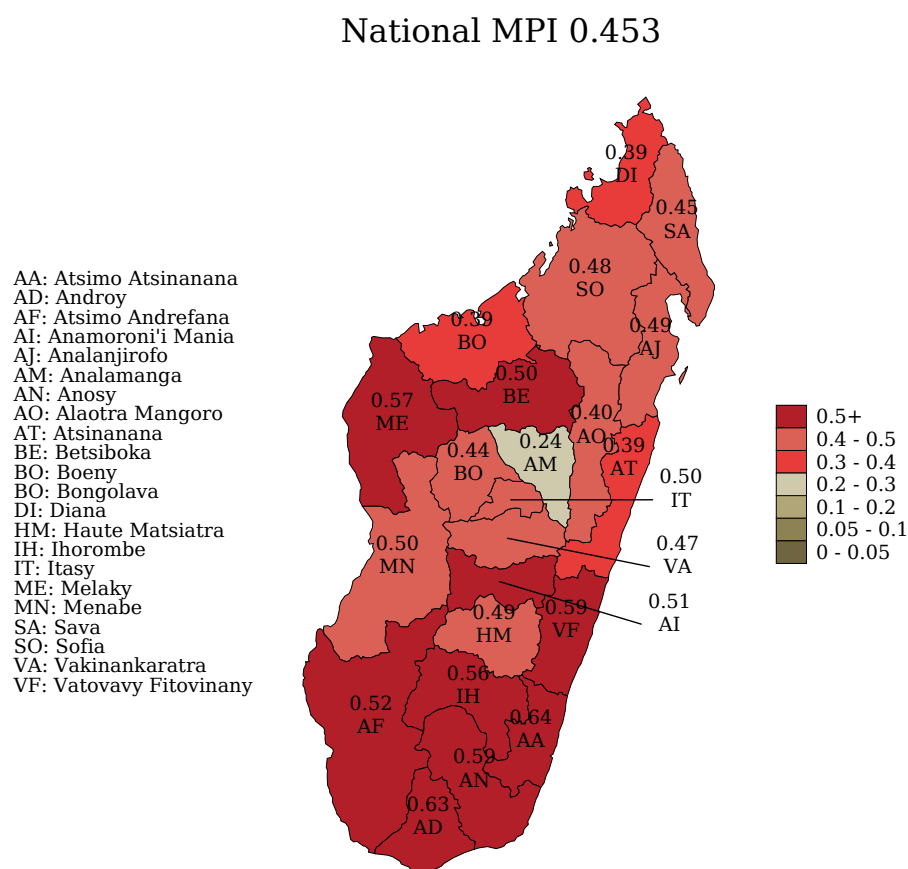 National MPI 0.453
0.39
DI
0.45
SA
0.48
SO
AA: Atsimo Atsinanana
AD: Androy
AF: Atsimo Andrefana
AI: Anamoroni'i Mania
AJ: Analanjirofo
AM: Analamanga
AN: Anosy
AO: Alaotra Mangoro
AT: Atsinanana
BE: Betsiboka
BO: Boeny
BO: Bongolava
DI: Diana
HM: Haute Matsiatra
IH: Ihorombe
IT: Itasy
ME: Melaky
MN: Menabe
SA: Sava
SO: Sofia
VA: Vakinankaratra
VF: Vatovavy Fitovinany
0.39
BO
0.49
AJ
0.50
BE
0.57
ME
0.40
AO
0.44
BO
0.24
AM
0.39
AT
0.50
IT
0.50
MN
0.47
VA
0.51
AI
0.49
HM
0.59
VF
0.56
IH
0.52
AF
0.64
AA
0.59
AN
0.63
AD
0.5+
0.4 - 0.5
0.3 - 0.4
0.2 - 0.3
0.1 - 0.2
0.05 - 0.1
0 - 0.05